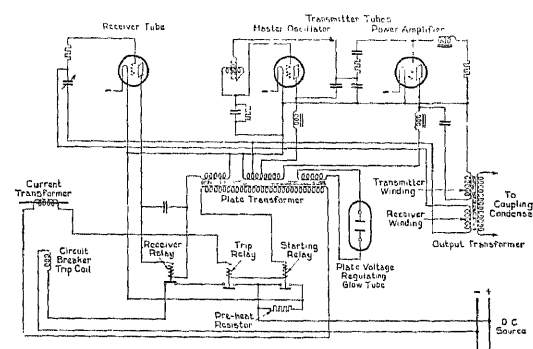 Transmitter Tubes
Receiver Tube
Master Oscillator
Power Amplifier
Current
Transformer
Plate Transformer
Transmitter
Winding
Receiver
Winding
To
Coupling
Condense
Output Transformer
Circuit
Breaker
Trip Coil
Receiver
Relay
Trip
Relay
Starting
Relay
Plate Voltage
Regulating
Glow Tube
Pre-heat
Resistor
- +
D C
Source